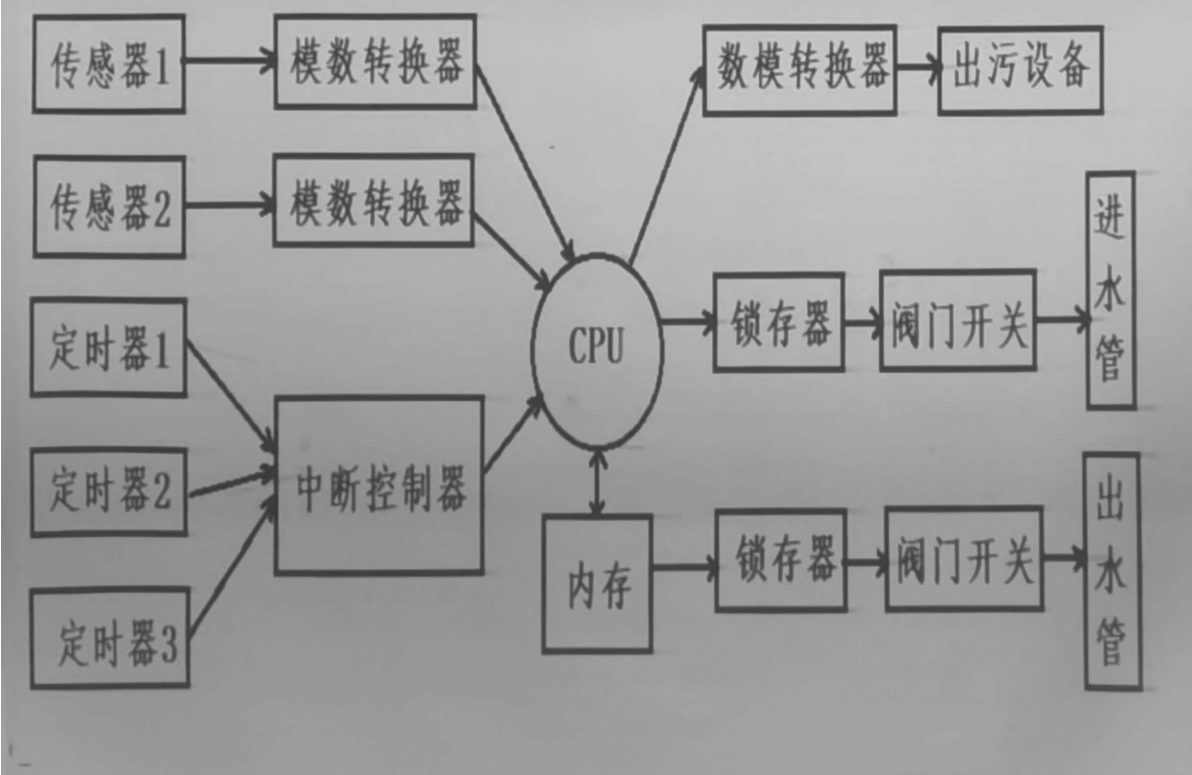 传感器1
模数转换器
数模转换器
出污设备
传感器2
模数转换器
进水管
定时器1
CPU
锁存器
阀门开关
定时器2
中断控制器
内存
锁存器
阀门开关
出水管
定时器3